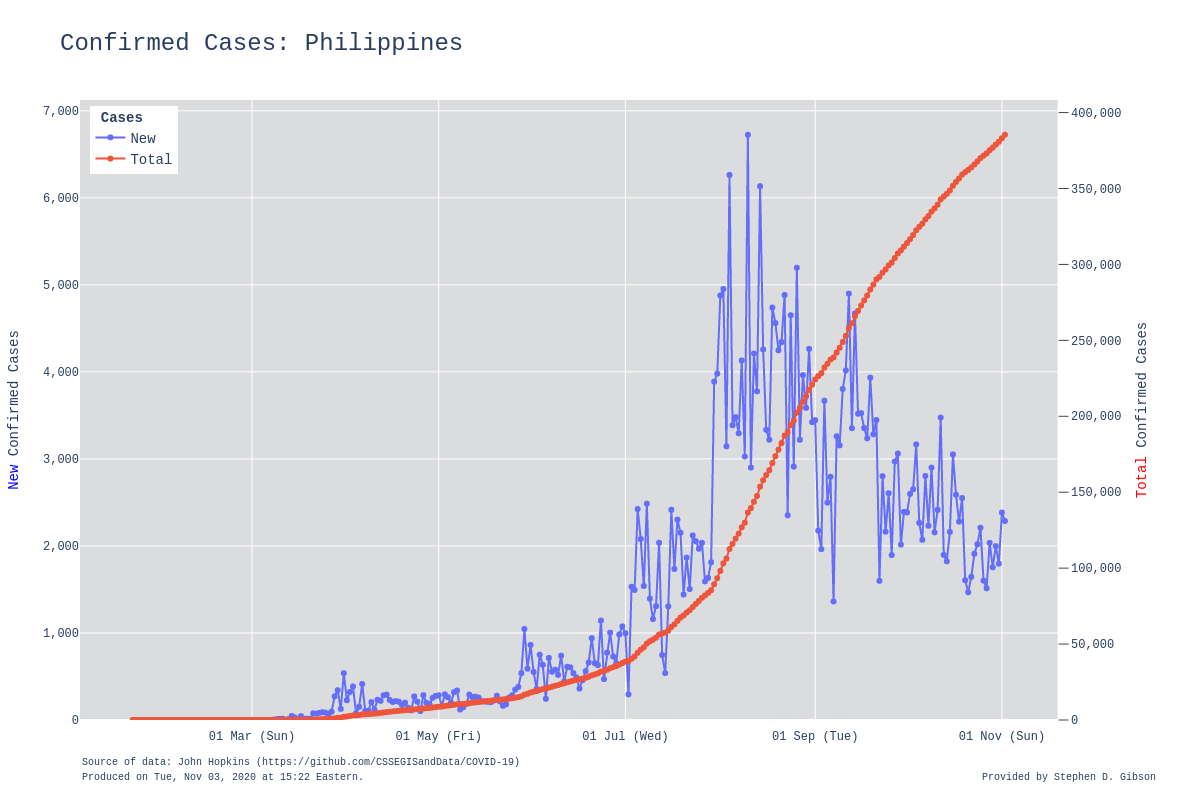 Confirmed Cases: Philippines
Cases
New
Total
7,000
6,000
5,000
4,000
3,000
2,000
1,000
0
New Confirmed Cases
400,000
350,000
300,000
250,000
200,000
150,000
100,000
50,000
0
Total Confirmed Cases
01 Mar (Sun)
01 May (Fri)
01 Jul (Wed)
01 Sep (Tue)
01 Nov (Sun)
Source of data: John Hopkins (https://github.com/CSSEGISandData/COVID-19)
Produced on Tue, Nov 03, 2020 at 15:22 Eastern.
Provided by Stephen D. Gibson